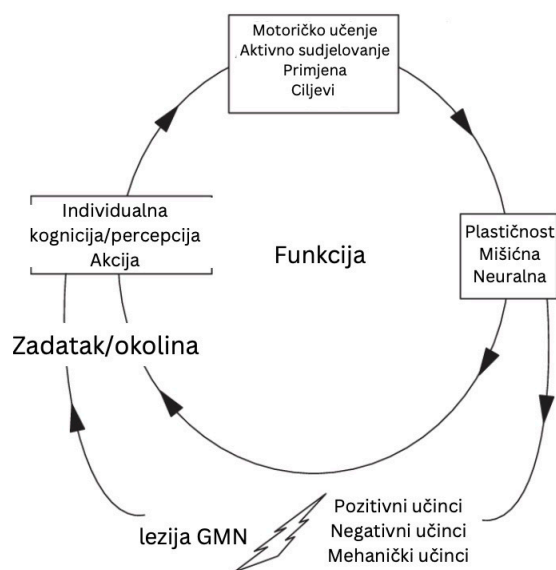 Motoričko učenje
Aktivno sudjelovanje
Primjena
Ciljevi
Individualna
kognicija/percepcija
Akcija
Funkcija
Plastičnost
Mišićna
Neuralna
Zadatak/okolina
lezija GMN
Pozitivni učinci
Negativni učinci
Mehanički učinci